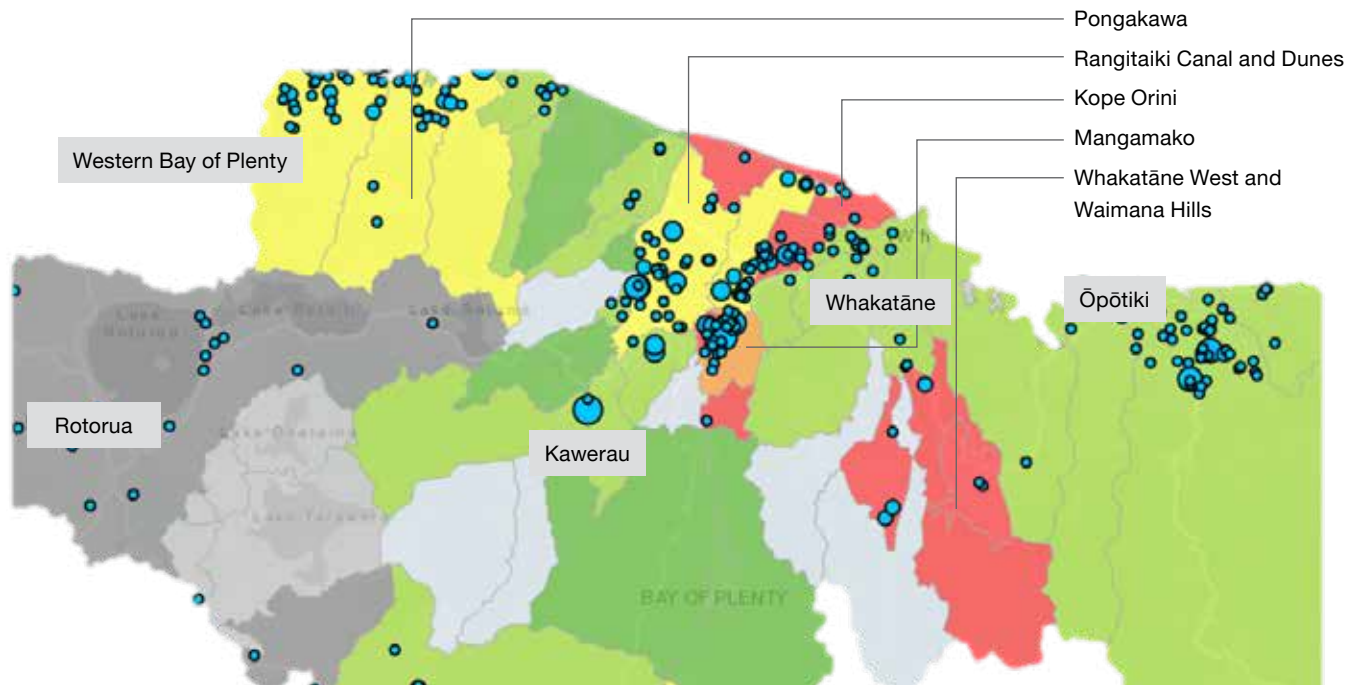 Pongakawa
Rangitaiki Canal and Dunes
Kope Orini
Mangamako
Whakatāne West and
Waimana Hills
Western Bay of Plenty
Whakatāne
Ōpōtiki
Rotorua
Kawerau
BAY OF PLENTY